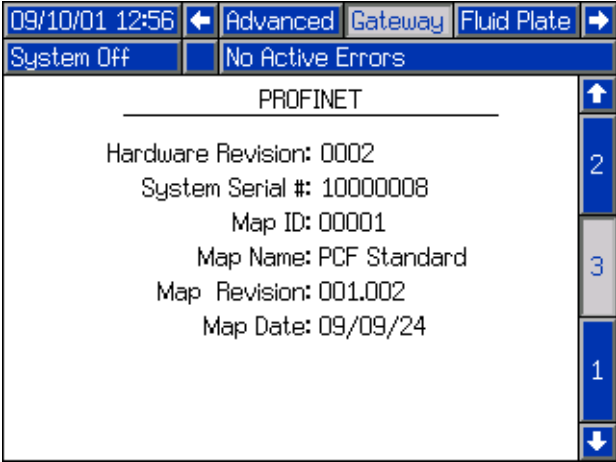 09/10/01 12:56 Advanced Gateway Fluid Plate
System Off No Active Errors
PROFINET
Hardware Revision: 0002
System Serial #: 10000008
Map ID: 00001
Map Name: PCF Standard
Map Revision: 001.002
Map Date: 09/09/24
2
3
1